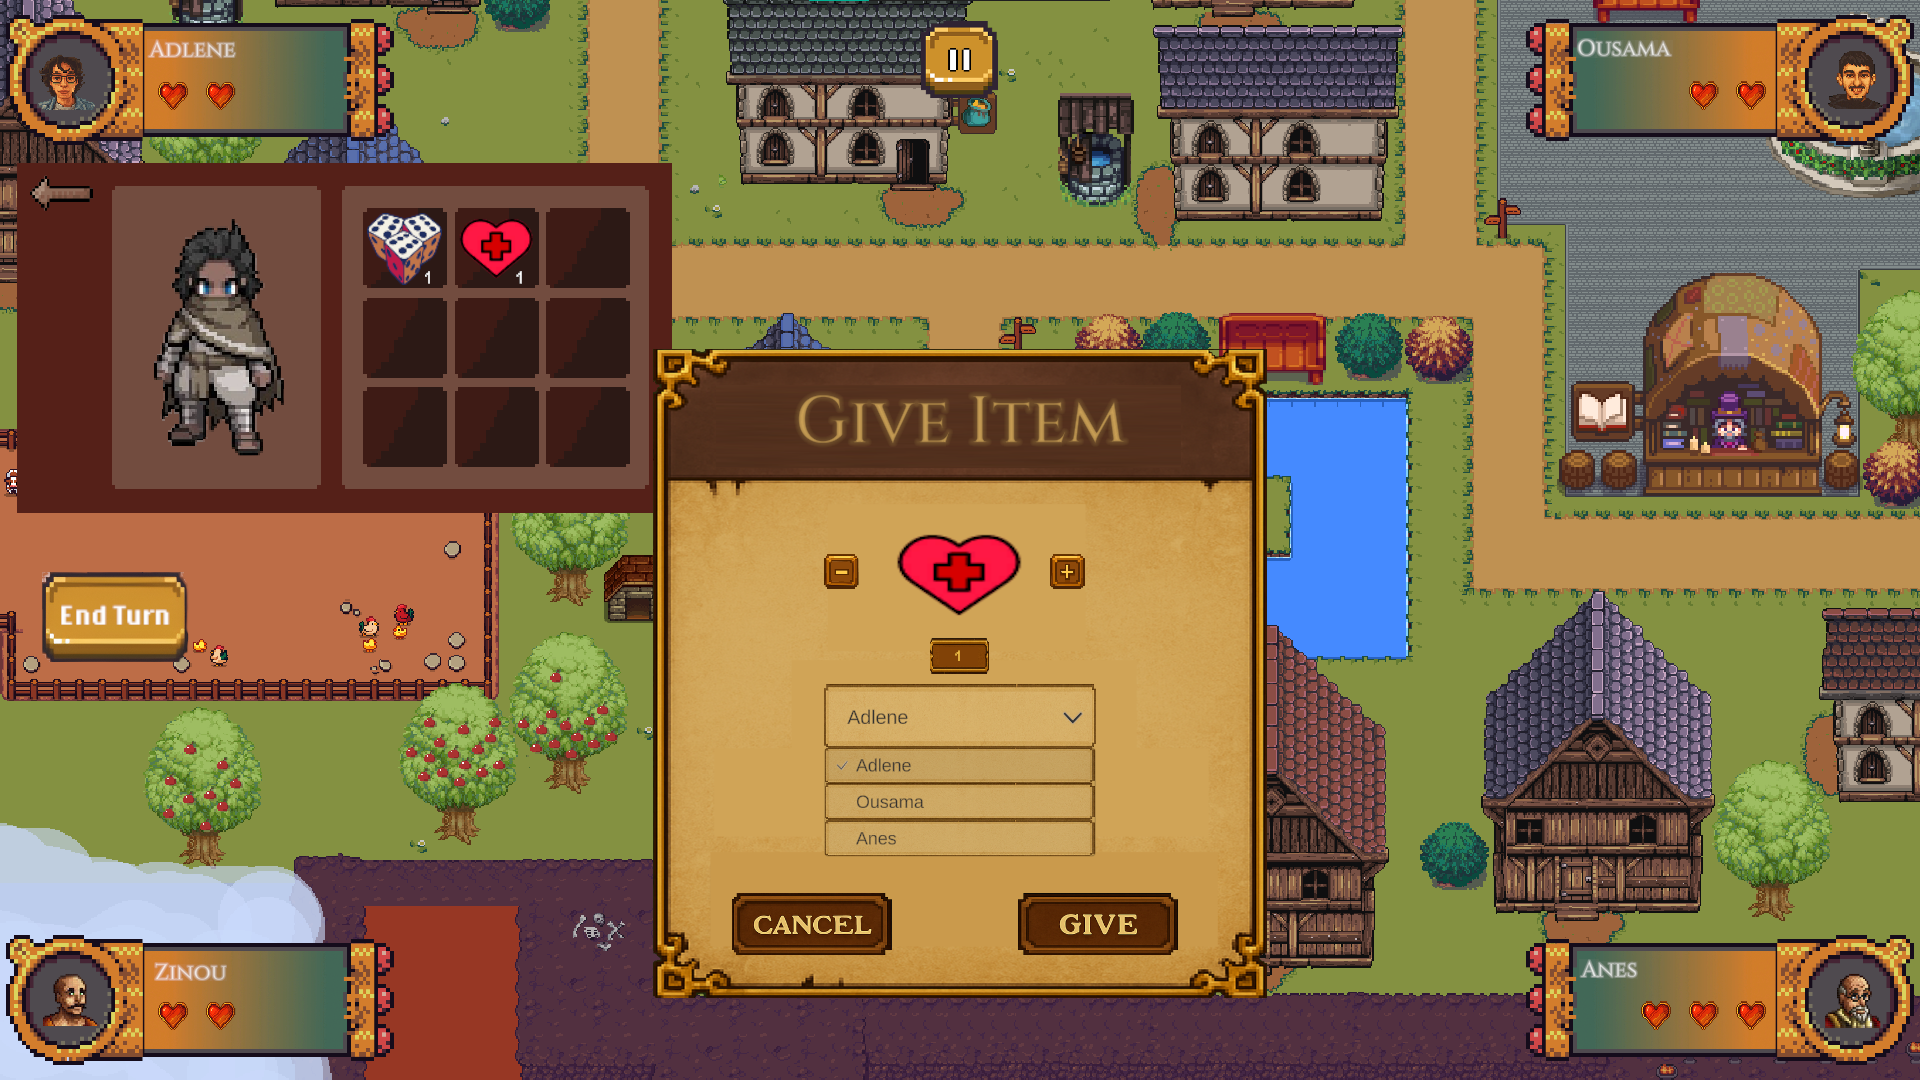 ADLENE
OUSAMA
1
1
GIVE ITEM
-
+
1
End Turn
Adlene
Adlene
Ousama
Anes
CANCEL
GIVE
ZINOU
ANES